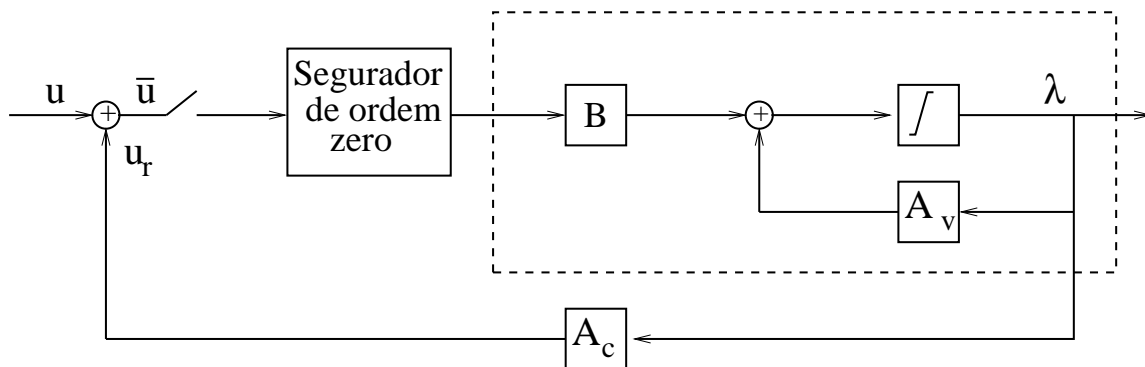 u
+
ū
u_r
Segurador
de ordem
zero
B
+
λ
A_v
A_c